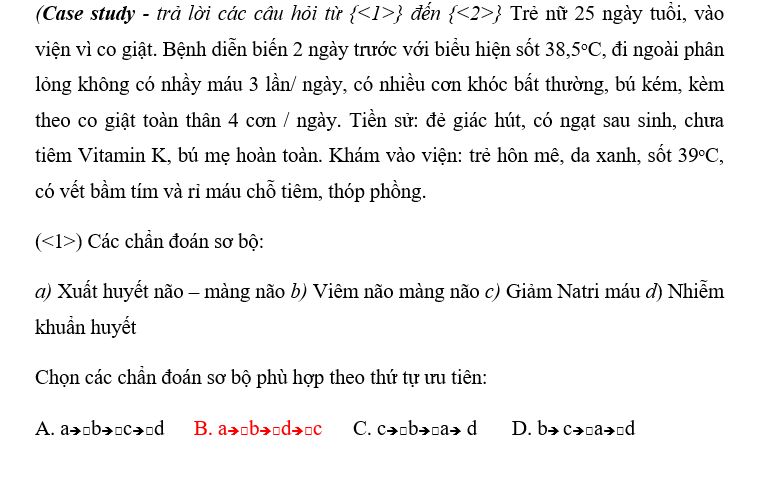 (Case study - trả lời các câu hỏi từ {<1>} đến {<2>} Trẻ nữ 25 ngày tuổi, vào
viện vì co giật. Bệnh diễn biến 2 ngày trước với biểu hiện sốt 38,5ºC, đi ngoài phân
lỏng không có nhầy máu 3 lần/ ngày, có nhiều cơn khóc bất thường, bú kém, kèm
theo co giật toàn thân 4 cơn / ngày. Tiền sử: đẻ giác hút, có ngạt sau sinh, chưa
tiêm Vitamin K, bú mẹ hoàn toàn. Khám vào viện: trẻ hôn mê, da xanh, sốt 39ºC,
có vết bầm tím và rỉ máu chỗ tiêm, thóp phồng.
(<1>) Các chẩn đoán sơ bộ:
a) Xuất huyết não – màng não b) Viêm não màng não c) Giảm Natri máu d) Nhiễm
khuẩn huyết
Chọn các chẩn đoán sơ bộ phù hợp theo thứ tự ưu tiên:
A. a➔□b➔□c➔□d B. a➔□b➔□d➔□c C. c➔□b➔□a➔ d D. b➔ c➔□a➔□d